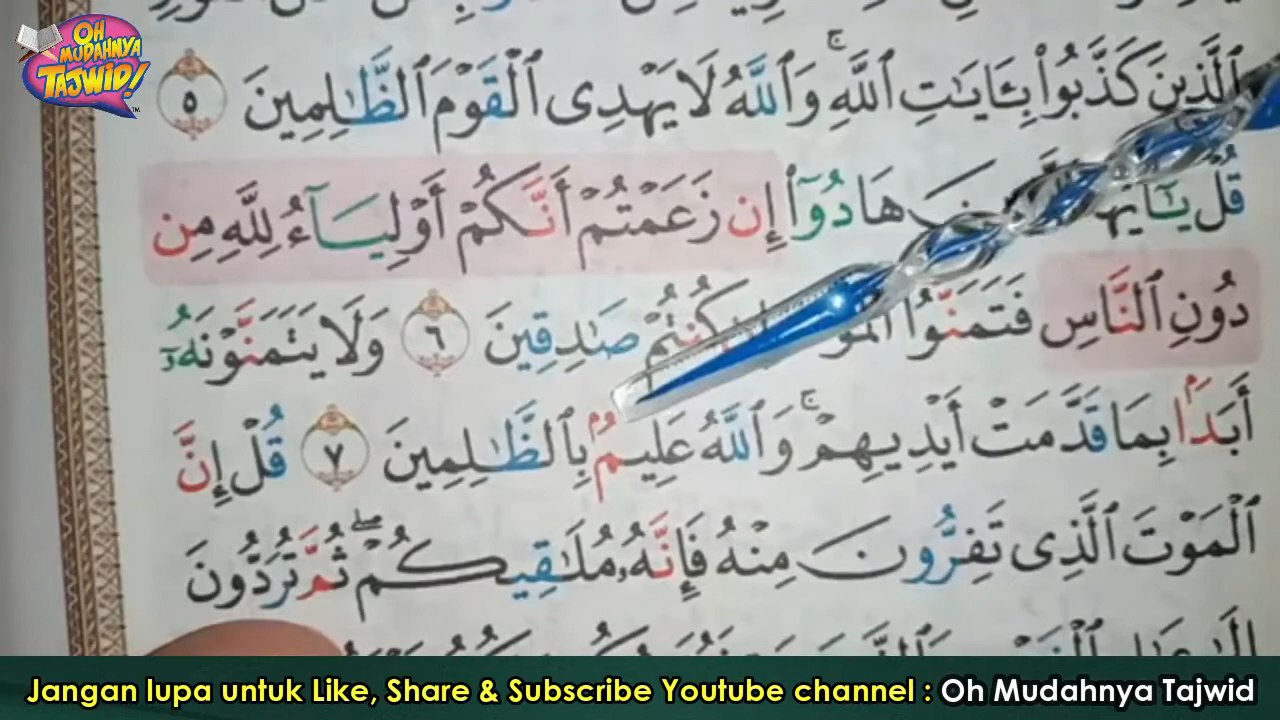 OH
MUDAHNYA
TAJWID!
ٱلَّذِينَ كَذَّبُوا۟ بِـَٔايَـٰتِ ٱللَّهِ ۚ وَٱللَّهُ لَا يَهْدِى ٱلْقَوْمَ ٱلظَّـٰلِمِينَ ٥
قُلْ يَـٰٓأَيُّهَا هَادُوٓا۟ إِن زَعَمْتُمْ أَنَّكُمْ أَوْلِيَآءُ لِلَّهِ مِن
دُونِ ٱلنَّاسِ فَتَمَنَّوُا۟ كُنتُمْ صَـٰدِقِينَ ٦ وَلَا يَتَمَنَّوْنَهُۥٓ
أَبَدًۢا بِمَا قَدَّمَتْ أَيْدِيهِمْ ۚ وَٱللَّهُ عَلِيمٌۢ بِٱلظَّـٰلِمِينَ ٧ قُلْ إِنَّ
ٱلْمَوْتَ ٱلَّذِى تَفِرُّونَ مِنْهُ فَإِنَّهُۥ مُلَـٰقِيكُمْ ۖ ثُمَّ تُرَدُّونَ
Jangan lupa untuk Like, Share & Subscribe Youtube channel : Oh Mudahnya Tajwid